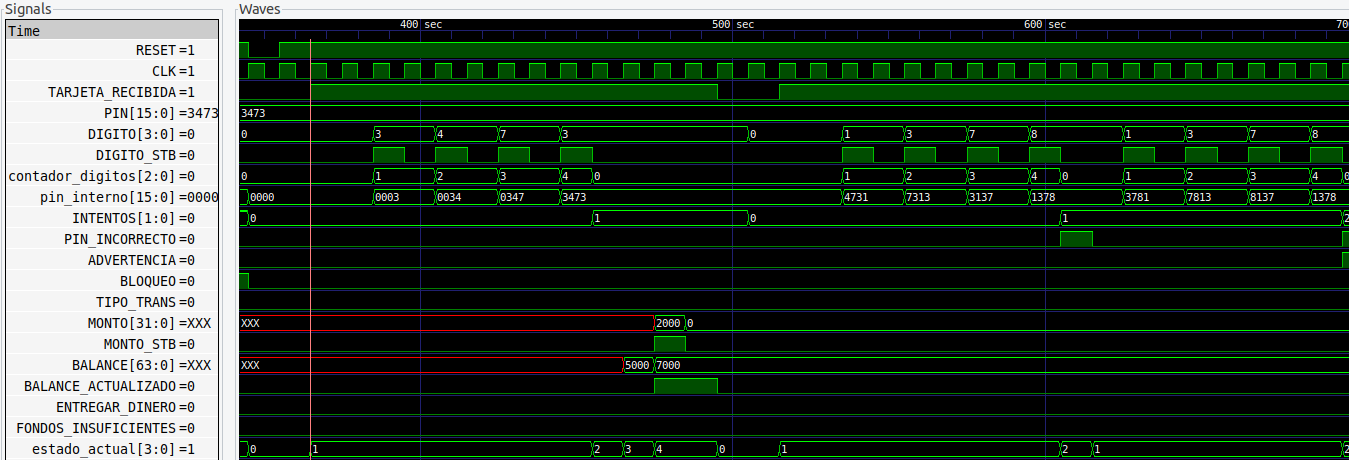 Signals Waves
Time 400 sec 500 sec 600 sec 70
RESET =1
CLK =1
TARJETA_RECIBIDA =1
PIN[15:0] =3473 3473
DIGITO[3:0] =0 0 3 4 7 3 0 1 3 7 8 1 3 7 8
DIGITO_STB =0
contador_digitos[2:0] =0 0 1 2 3 4 0 1 2 3 4 0 1 2 3 4 0
pin_interno[15:0] =0000 0000 0003 0034 0347 3473 4731 7313 3137 1378 3781 7813 8137 1378
INTENTOS[1:0] =0 0 1 0 1 2
PIN_INCORRECTO =0
ADVERTENCIA =0
BLOQUEO =0
TIPO_TRANS =0
MONTO[31:0] =XXX XXX 2000 0
MONTO_STB =0
BALANCE[63:0] =XXX XXX 5000 7000
BALANCE_ACTUALIZADO =0
ENTREGAR_DINERO =0
FONDOS_INSUFICIENTES =0
estado_actual[3:0] =1 0 1 2 3 4 0 1 2 1 2